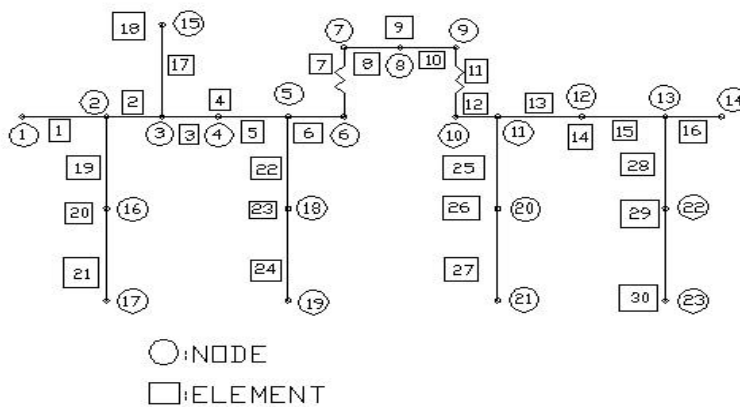 18 15
7 9 9
17 7 8 8 10 11
2 2 4 5 12 13 14
1 1 3 3 4 5 6 6 12 10 13 11 14 15 16
19 22 25 28
20 16 23 18 26 20 29 22
21 24 27
17 19 21 30 23
:NODE
:ELEMENT